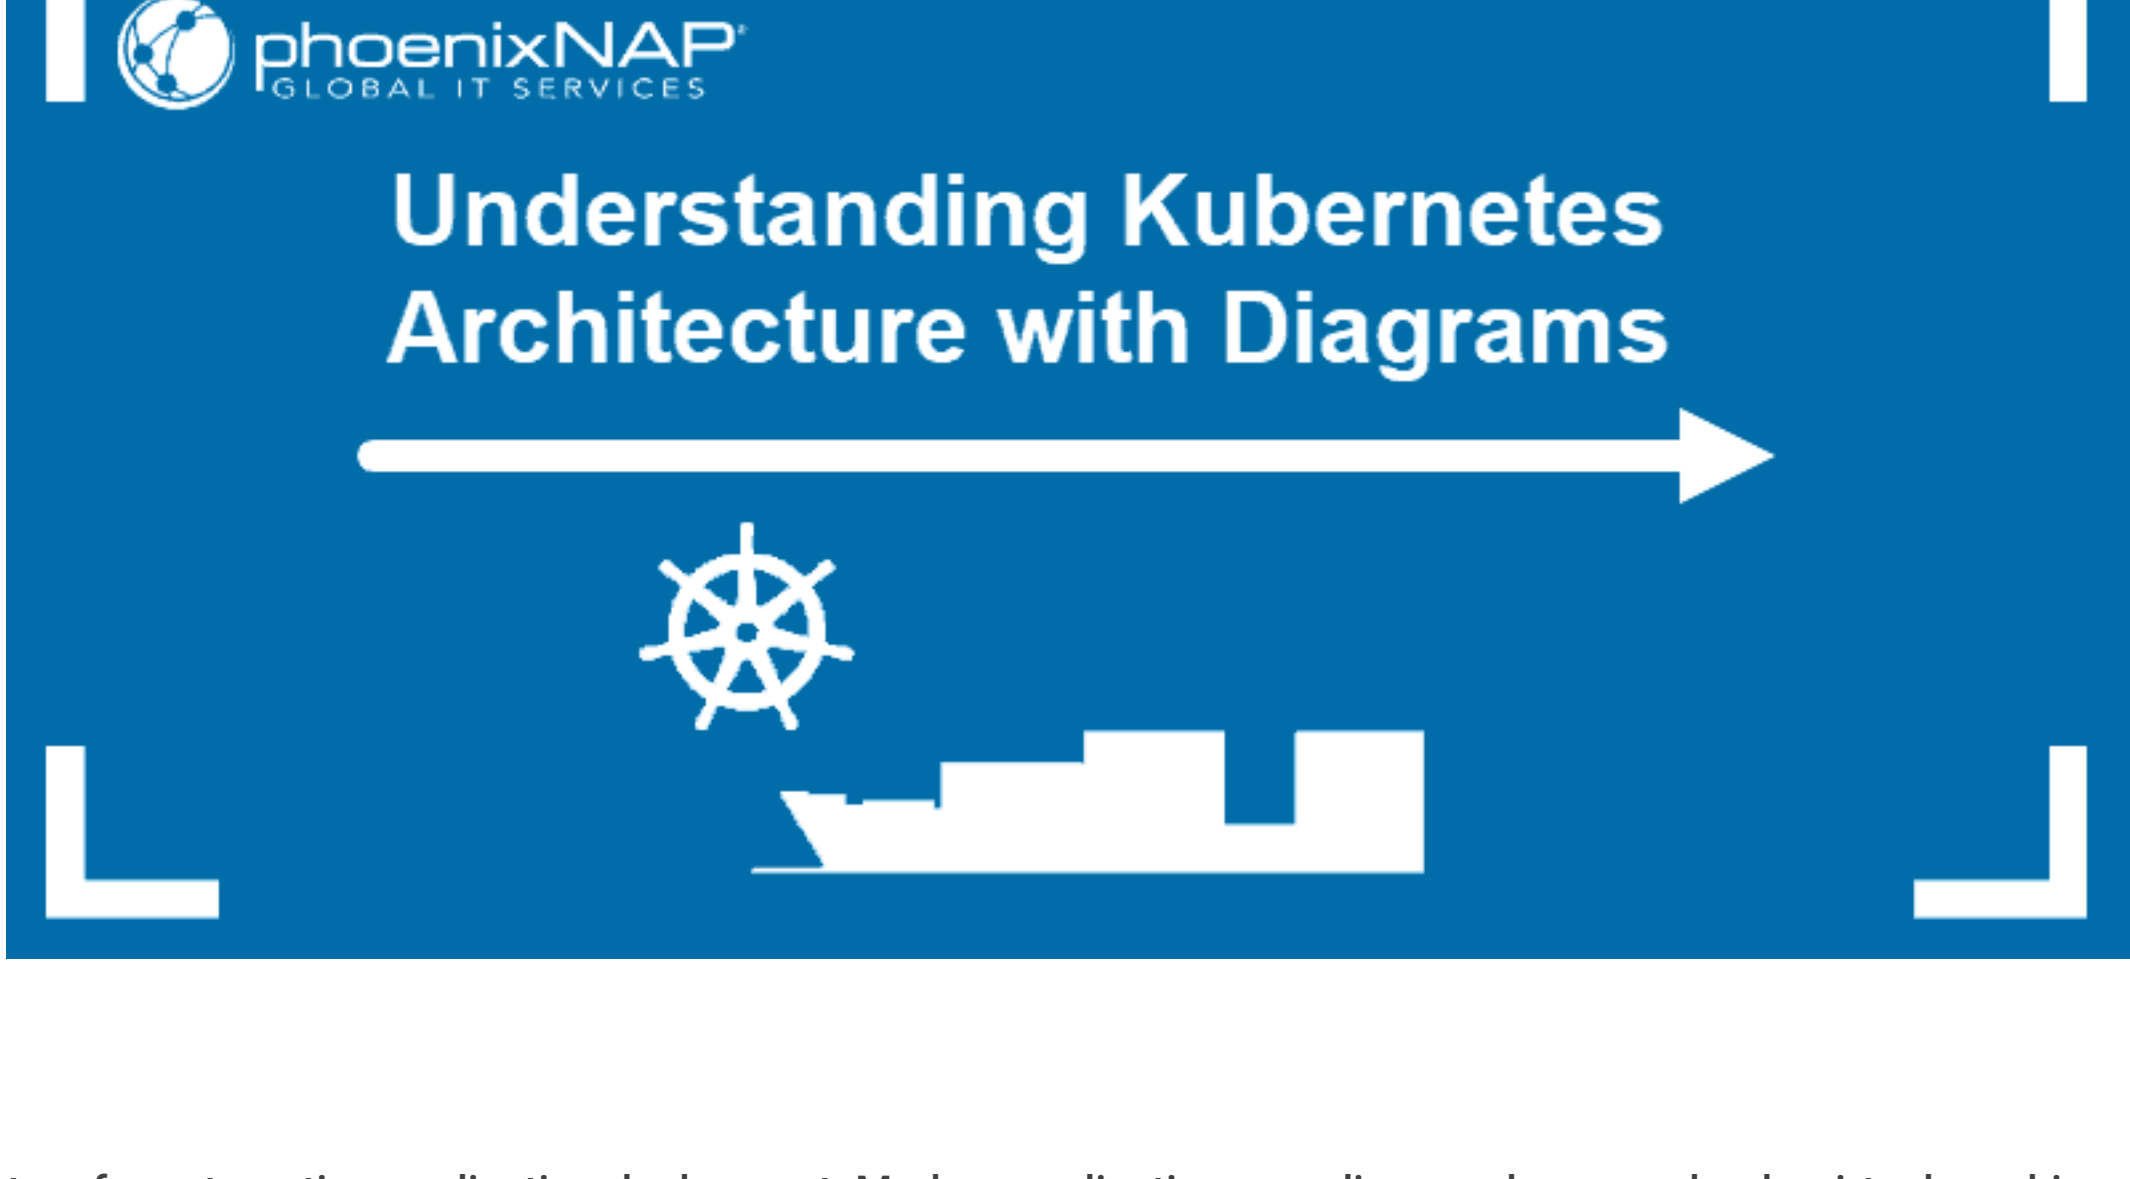 phoenixNAP®
GLOBAL IT SERVICES
Understanding Kubernetes
Architecture with Diagrams